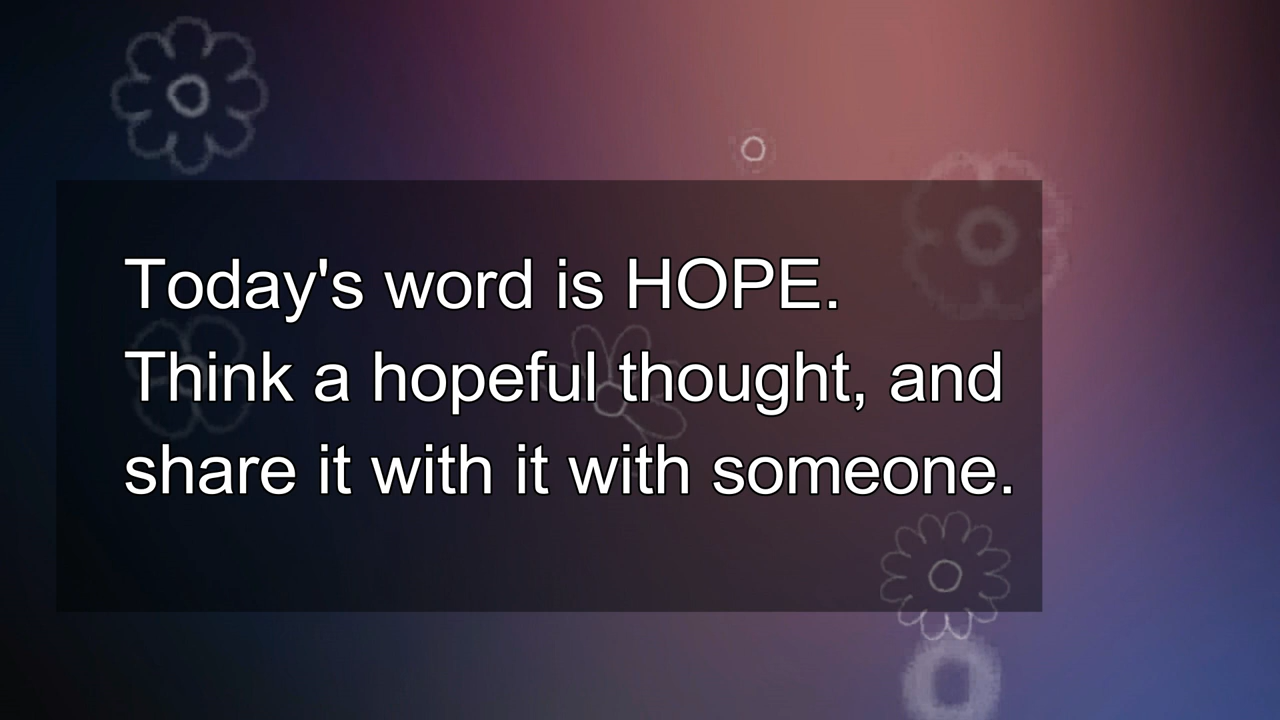 Today's word is HOPE.
Think a hopeful thought, and
share it with it with someone.